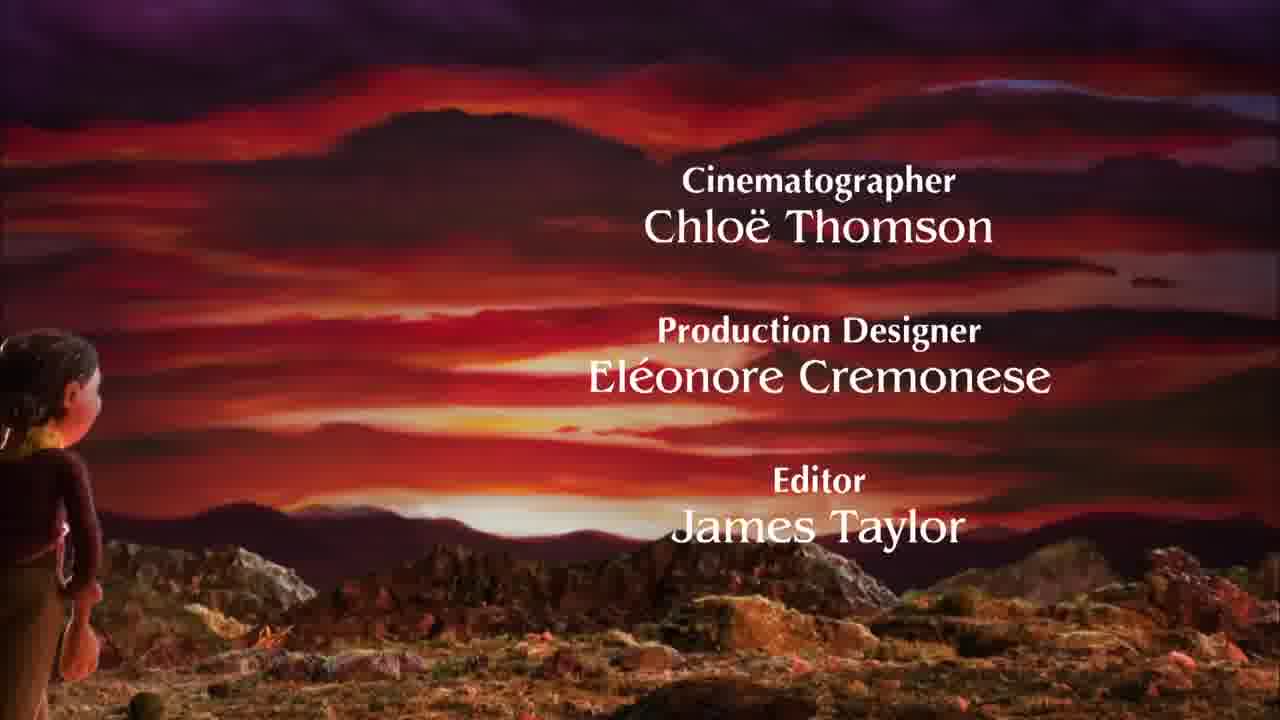 Cinematographer
Chloë Thomson
Production Designer
Eléonore Cremonese
Editor
James Taylor